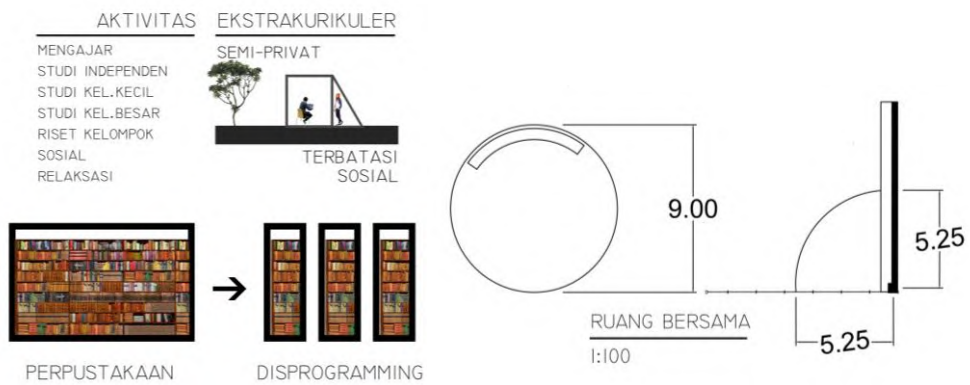 AKTIVITAS
MENGAJAR
STUDI INDEPENDEN
STUDI KEL.KECIL
STUDI KEL.BESAR
RISET KELOMPOK
SOSIAL
RELAKSASI
EKSTRAKURIKULER
SEMI-PRIVAT
TERBATASI
SOSIAL
PERPUSTAKAAN
DISPROGRAMMING
9.00
5.25
5.25
RUANG BERSAMA
1:100